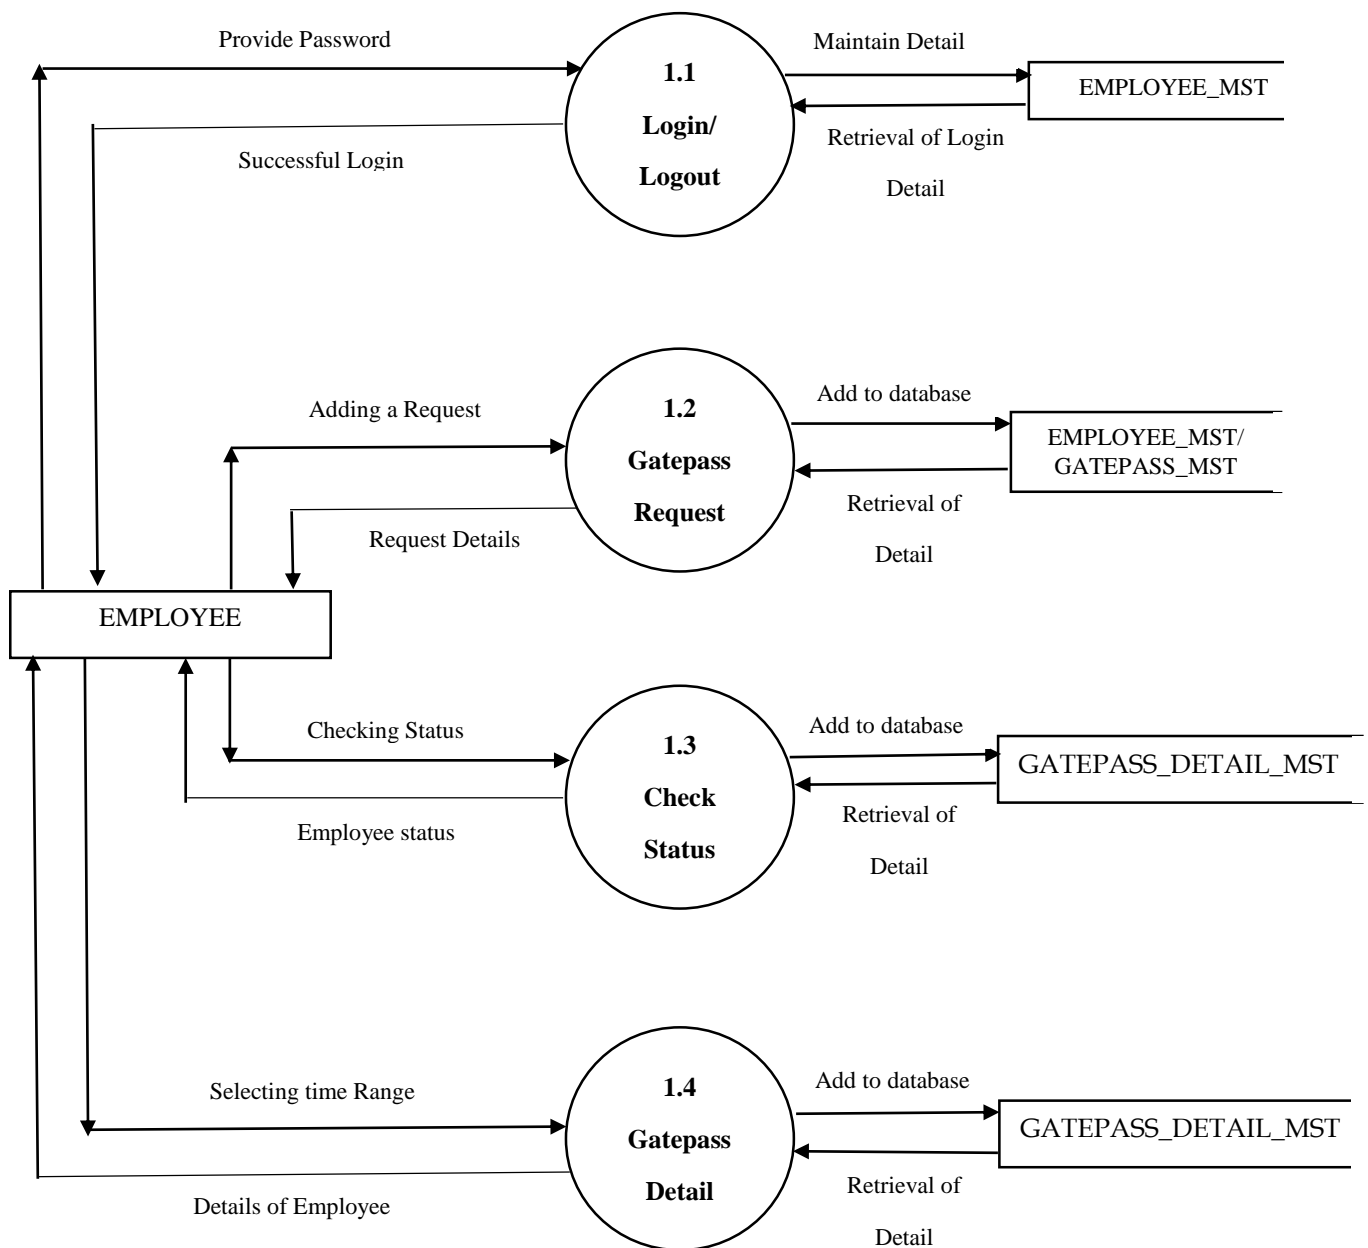 Provide Password
1.1
Login/
Logout
Maintain Detail
EMPLOYEE_MST
Successful Login
Retrieval of Login
Detail
Adding a Request
1.2
Gatepass
Request
Add to database
EMPLOYEE_MST/
GATEPASS_MST
Request Details
Retrieval of
Detail
EMPLOYEE
Checking Status
1.3
Check
Status
Add to database
GATEPASS_DETAIL_MST
Employee status
Retrieval of
Detail
Selecting time Range
1.4
Gatepass
Detail
Add to database
GATEPASS_DETAIL_MST
Details of Employee
Retrieval of
Detail